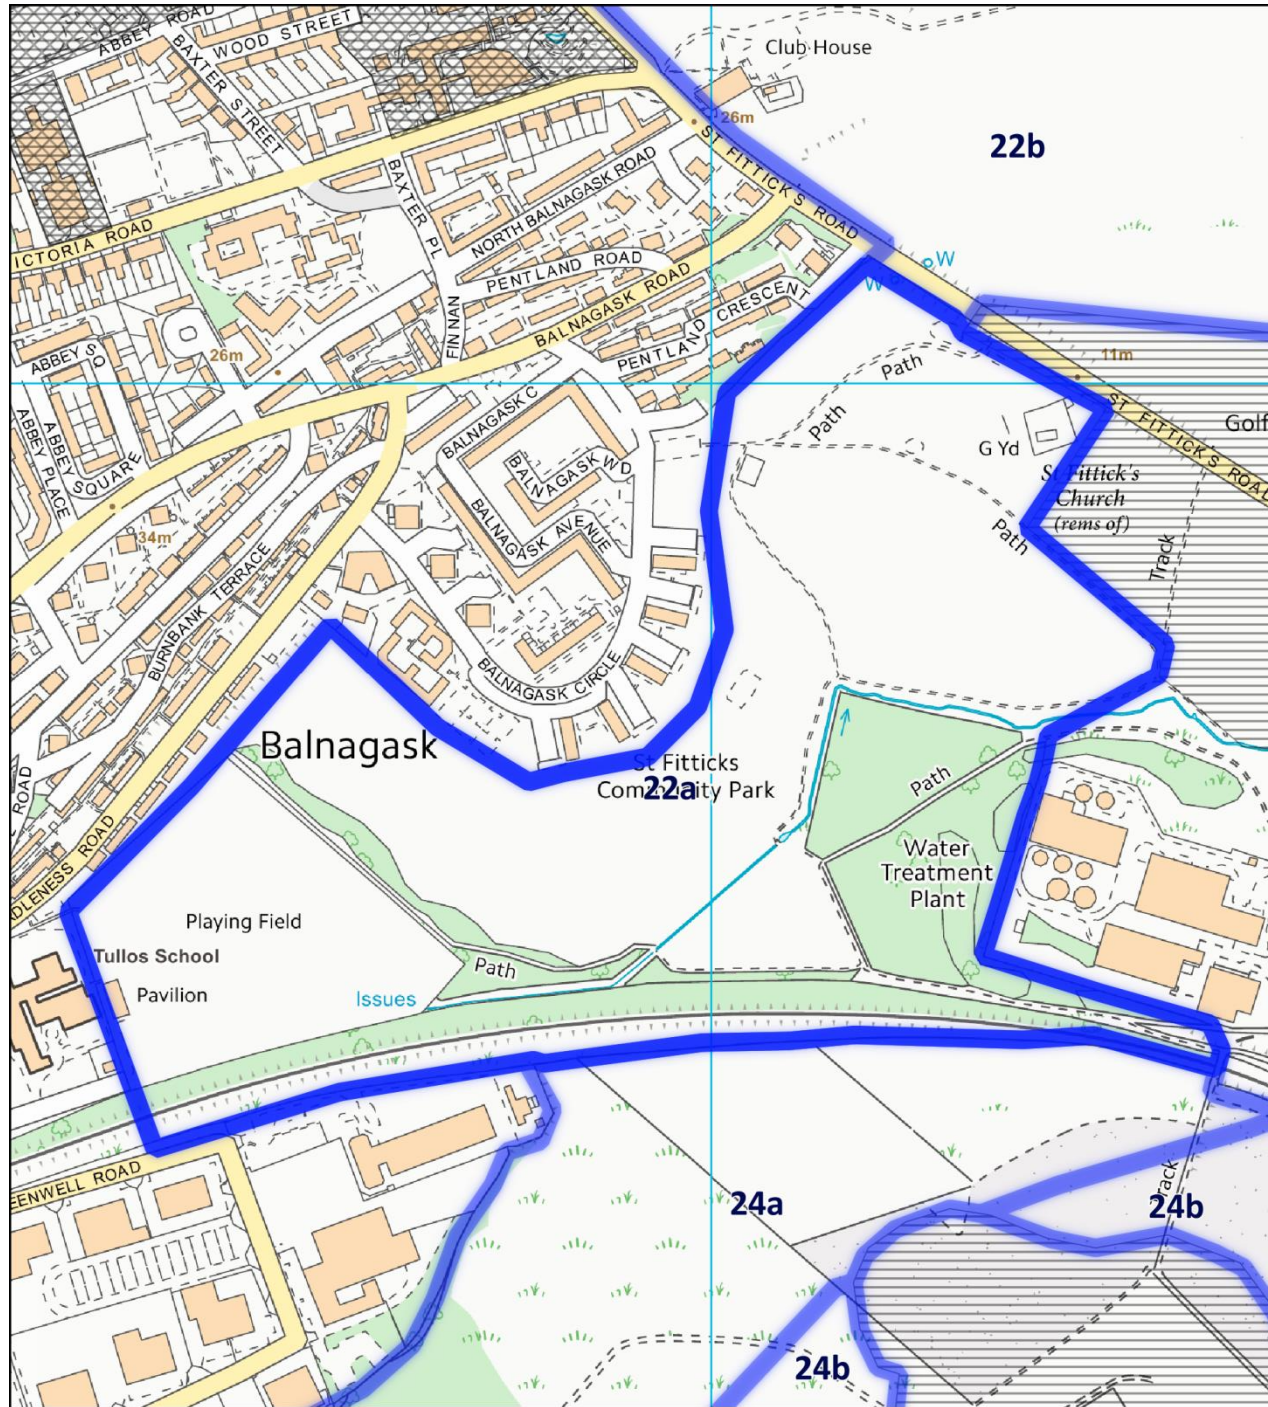 ABBEY ROAD
WOOD STREET
BAXTER STREET
Club House
26m
22b
ST FITTICK'S ROAD
BAXTER PL
NORTH BALNAGASK ROAD
ICTORIA ROAD
PENTLAND ROAD
W
W
BALNAGASK ROAD
PENTLAND CRESCENT
FINNAN
ABBEY SQ
26m
11m
Path
ST FITTICK'S ROAD
ABBEY PLACE
ABBEY
SQUARE
BALNAGASK C
Path
Golf
G Yd
BALNAGASK WD
St Fittick's
Church
(rems of)
BALNAGASK AVENUE
34m
Path
Track
BURNBANK TERRACE
BALNAGASK CIRCLE
Balnagask
St Fitticks
Community Park
22a
Path
ROAD
Water
Treatment
Plant
DLENESS ROAD
Playing Field
Tullos School
Path
Pavilion
Issues
EENWELL ROAD
24a
Track
24b
24b